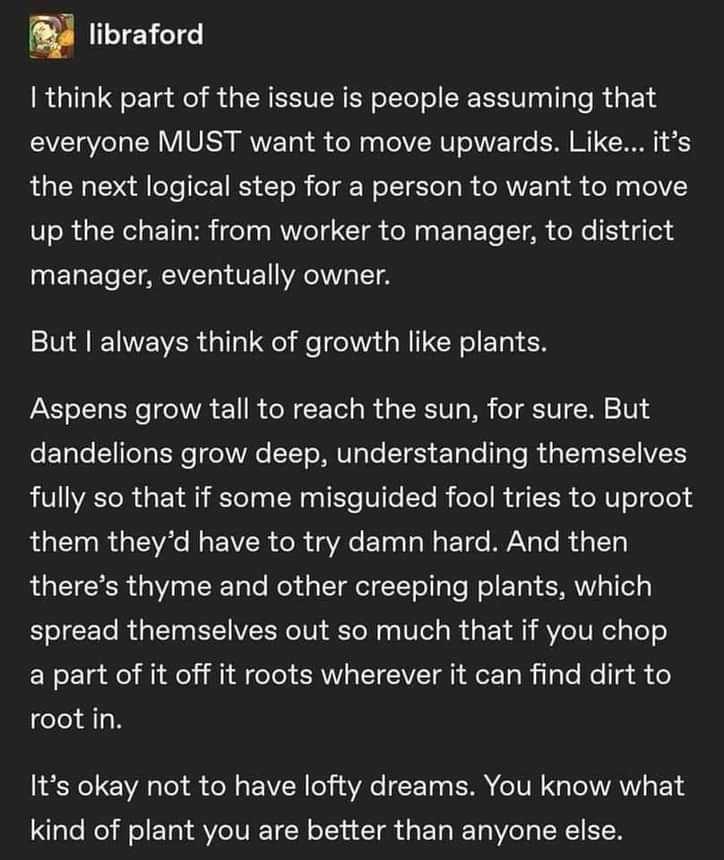 libraford
I think part of the issue is people assuming that
everyone MUST want to move upwards. Like... it's
the next logical step for a person to want to move
up the chain: from worker to manager, to district
manager, eventually owner.
But I always think of growth like plants.
Aspens grow tall to reach the sun, for sure. But
dandelions grow deep, understanding themselves
fully so that if some misguided fool tries to uproot
them they'd have to try damn hard. And then
there's thyme and other creeping plants, which
spread themselves out so much that if you chop
a part of it off it roots wherever it can find dirt to
root in.
It's okay not to have lofty dreams. You know what
kind of plant you are better than anyone else.